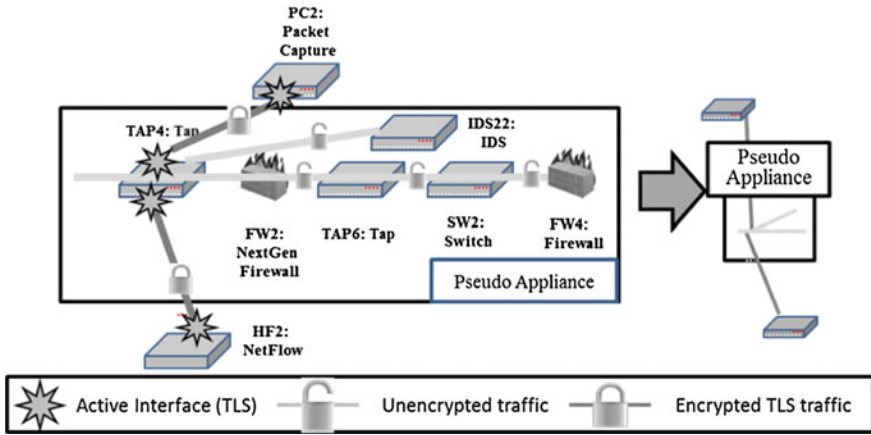 PC2:
Packet
Capture
TAP4: Tap
IDS22:
IDS
FW2:
NextGen
Firewall
TAP6: Tap
SW2:
Switch
FW4:
Firewall
Pseudo Appliance
HF2:
NetFlow
Pseudo
Appliance
Active Interface (TLS)
Unencrypted traffic
Encrypted TLS traffic